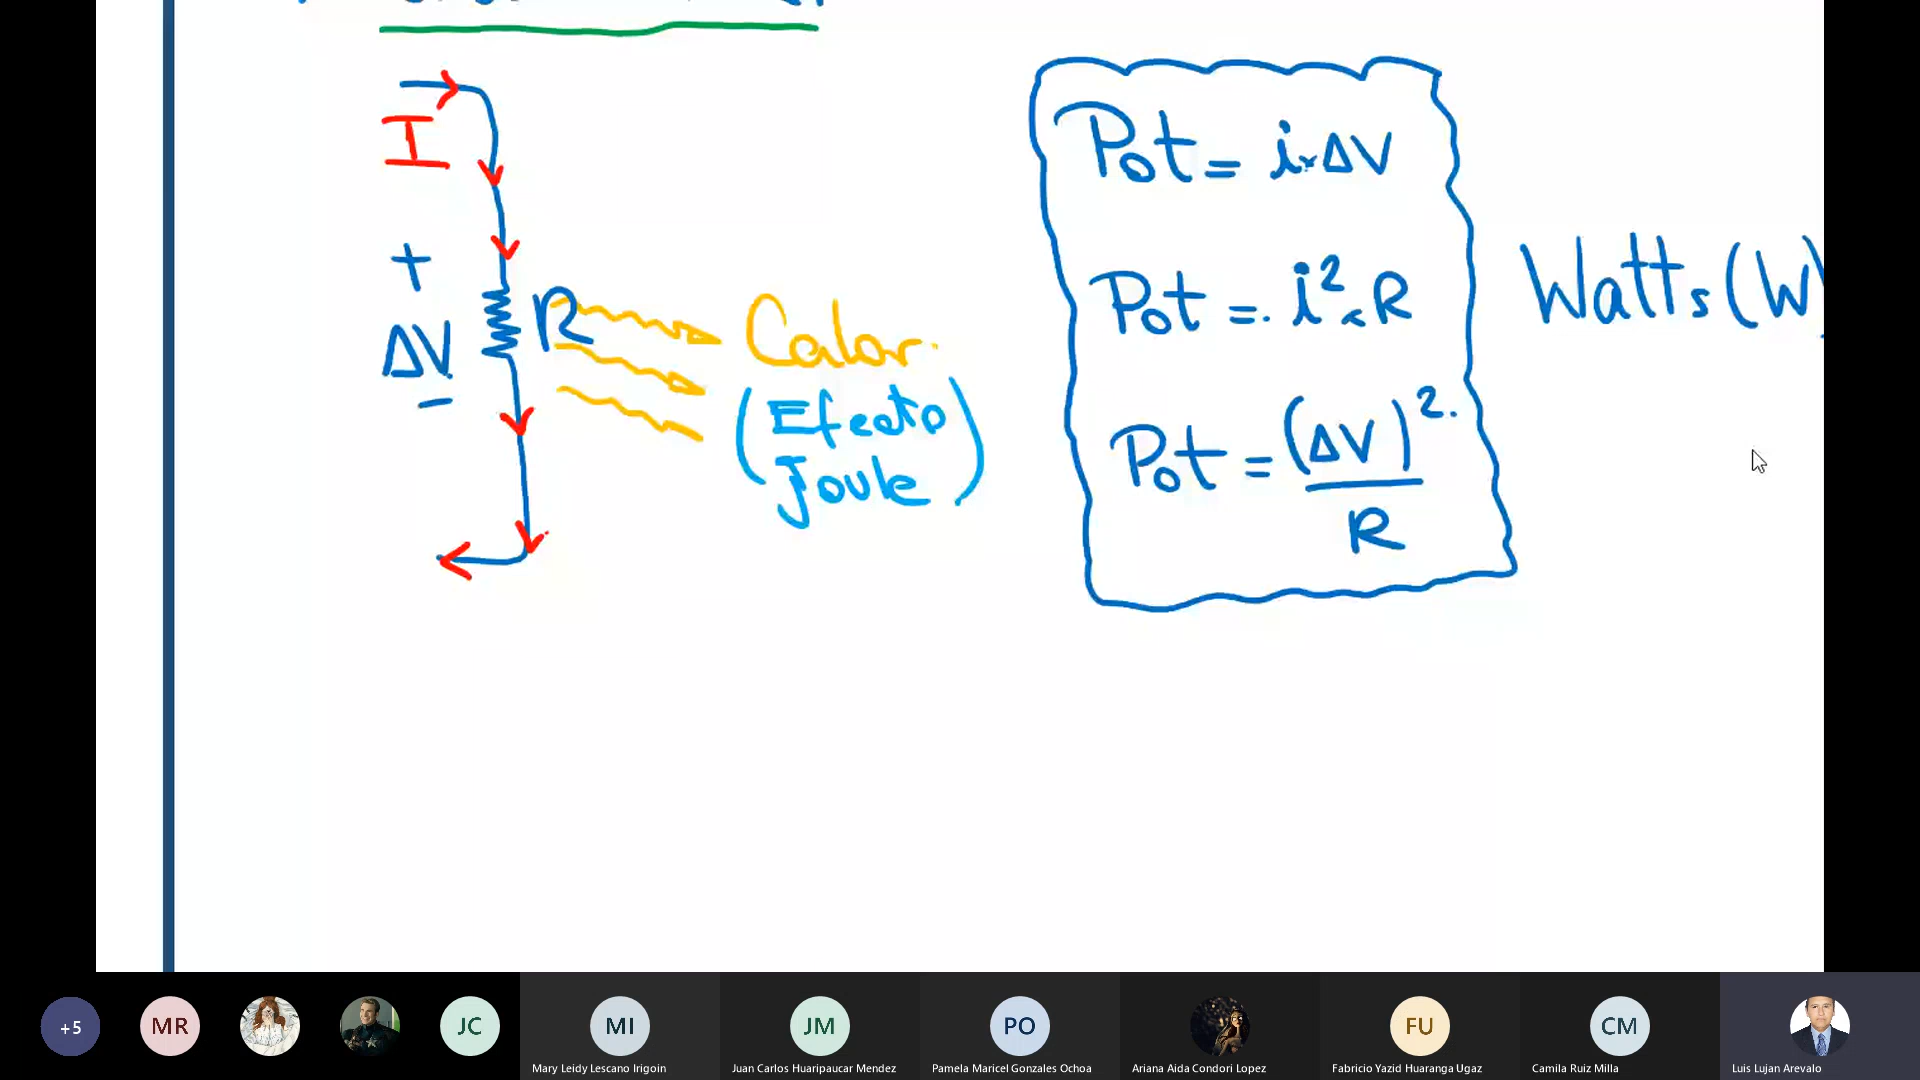 I
+
ΔV
-
R
Calor.
(Efecto
Joule)
Pot = i×ΔV
Pot = i²×R
Pot = (ΔV)²
R
Watts (W)
+5
MR
JC
MI
JM
PO
FU
CM
Mary Leidy Lescano Irigoin
Juan Carlos Huaripaucar Mendez
Pamela Maricel Gonzales Ochoa
Ariana Aida Condori Lopez
Fabricio Yazid Huaranga Ugaz
Camila Ruiz Milla
Luis Lujan Arevalo